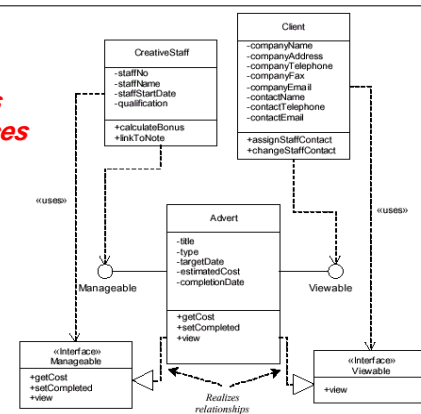 s
ses
CreativeStaff
-staffNo
-staffName
-staffStartDate
-qualification
+calculateBonus
+linkToNote
Client
-companyName
-companyAddress
-companyTelephone
-companyFax
-companyEmail
-contactName
-contactTelephone
-contactEmail
+assignStaffContact
+changeStaffContact
«uses»
«uses»
Advert
-title
-type
-targetDate
-estimatedCost
-completionDate
+getCost
+setCompleted
+view
Manageable
Viewable
«Interface»
Manageable
+getCost
+setCompleted
+view
«Interface»
Viewable
+view
Realizes
relationships